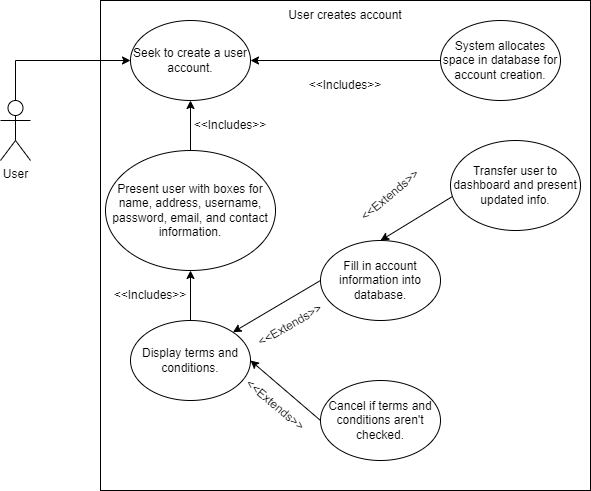 User creates account
Seek to create a user
account.
System allocates
space in database for
account creation.
<<Includes>>
<<Includes>>
User
Present user with boxes for
name, address, username,
password, email, and contact
information.
Transfer user to
dashboard and present
updated info.
<<Extends>>
Fill in account
information into
database.
<<Includes>>
<<Extends>>
Display terms and
conditions.
<<Extends>>
Cancel if terms and
conditions aren't
checked.